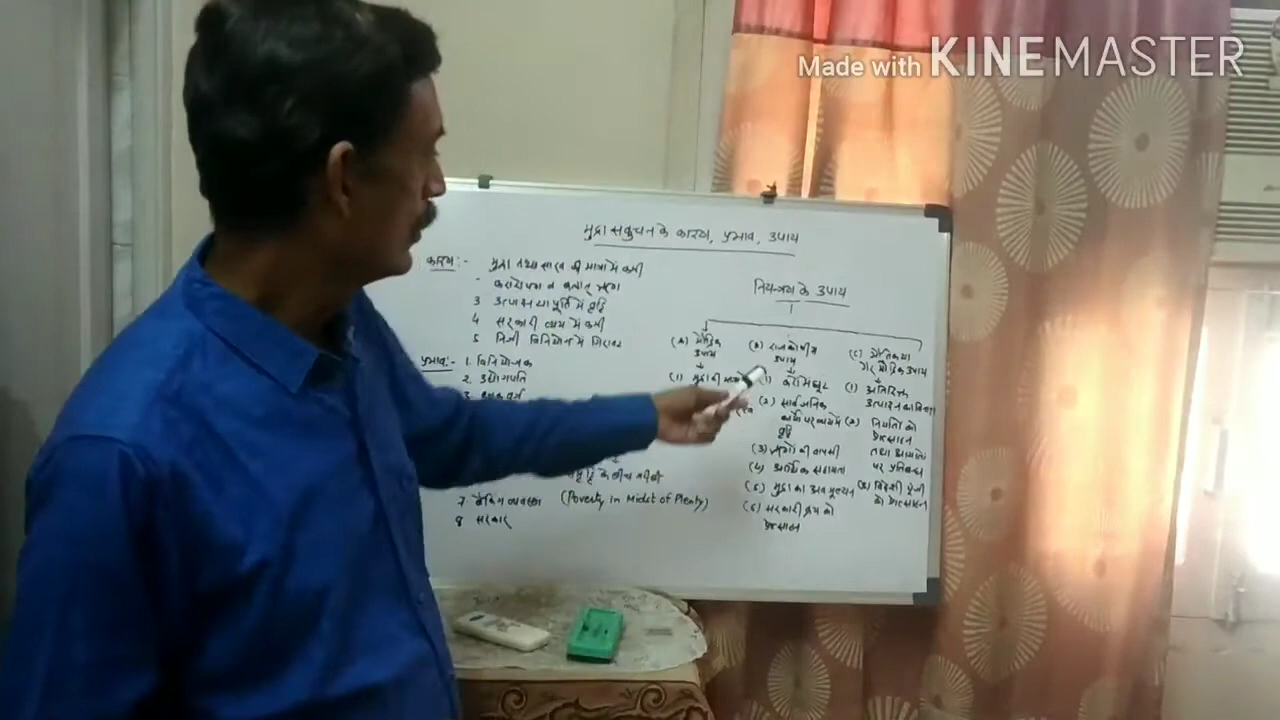 Made with KINEMASTER
मुद्रा संकुचन के कारण, प्रभाव, उपाय
कारण:- मुद्रा तथा साख की मात्रा में कमी
3 उत्पादन या पूर्ति में वृद्धि
4 सरकारी व्यय में कमी
5 निजी विनियोग में गिरावट
प्रभाव:- 1. विनियोजक
2. उद्योगपति
के बीच गरीबी
7 बैंकिंग व्यवस्था (Poverty in Midst of Plenty)
8 सरकार
नियन्त्रण के उपाय
(A) मौद्रिक
उपाय
(1) मुद्रा की
(B) राजकोषीय
उपाय
(1) करों में छूट
(2) सार्वजनिक
कार्यों पर व्यय में
वृद्धि
(3) ऋणों की वापसी
(4) आर्थिक सहायता
(5) मुद्रा का अवमूल्यन
(6) सरकारी क्रय को
प्रोत्साहन
(C) भौतिक या
गैर मौद्रिक उपाय
(1) अतिरिक्त
उत्पादन का
(2) निर्यातों को
प्रोत्साहन
तथा आयातों
पर प्रतिबन्ध
(3) विदेशी पूंजी
को प्रोत्साहन